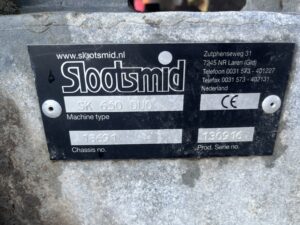 www.slootsmid.nl
Slootsmid
Zutphenseweg 31
7245 NR Laren (Gld)
Telefoon 0031 573 - 401227
Telefax 0031 573 - 402131
Nederland
SK 650 DUO
Machine type
CE
Chassis no.
130916
Prod. Serie no.